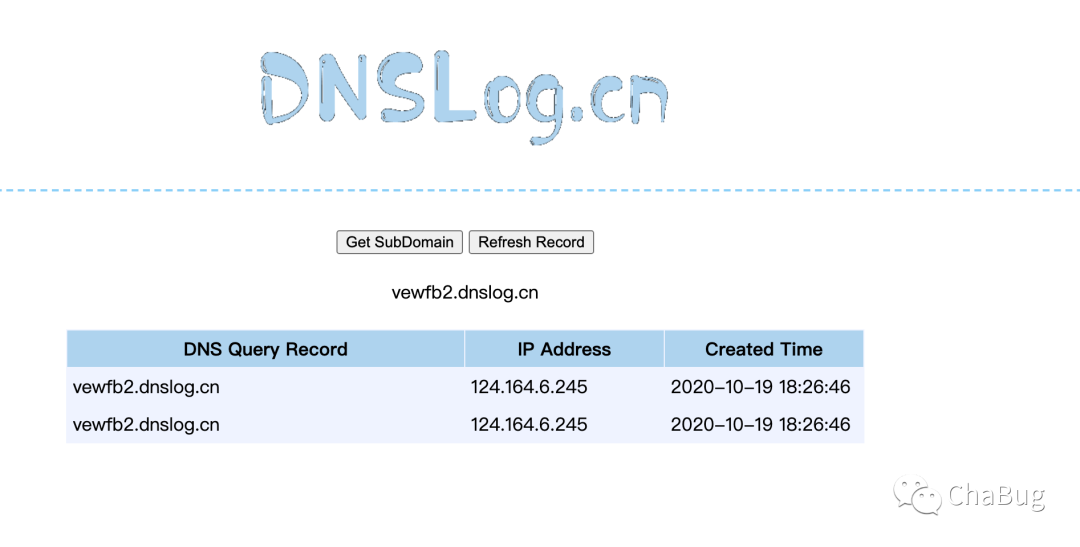 DNSLog.cn
Get SubDomain Refresh Record
vewfb2.dnslog.cn
DNS Query Record IP Address Created Time
vewfb2.dnslog.cn 124.164.6.245 2020-10-19 18:26:46
vewfb2.dnslog.cn 124.164.6.245 2020-10-19 18:26:46
ChaBug